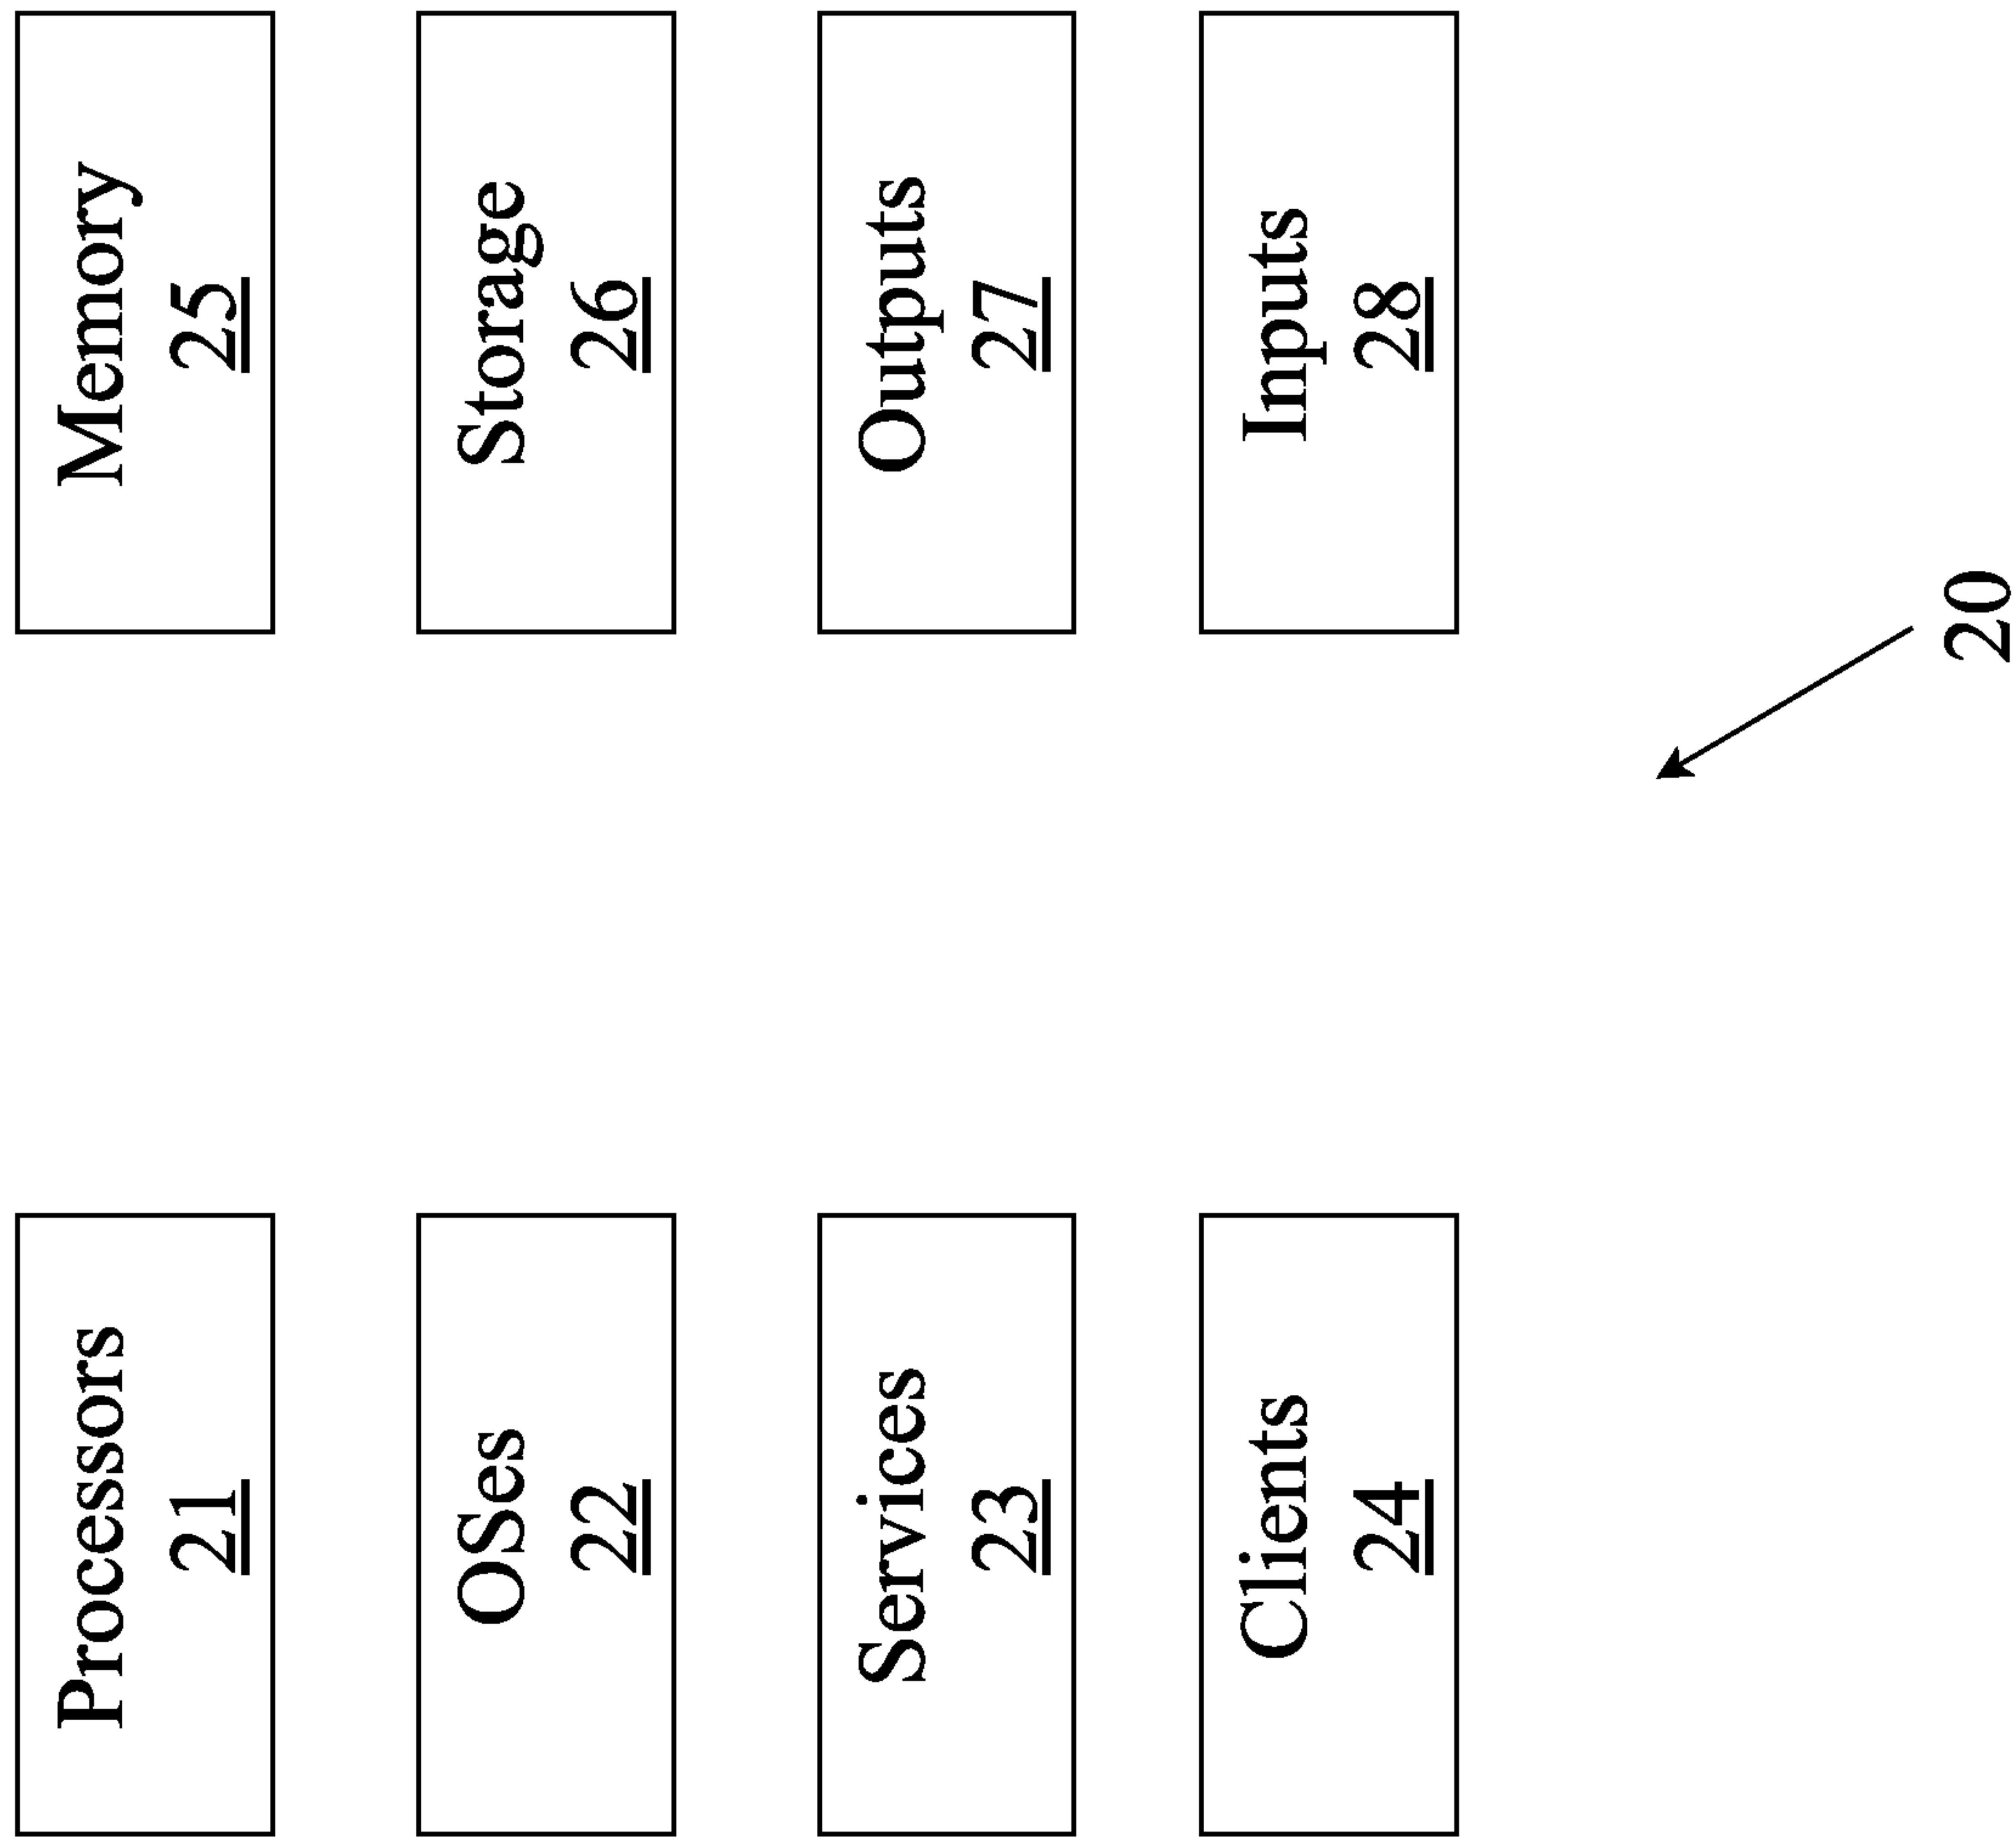 Processors
21
OSes
22
Services
23
Clients
24
Memory
25
Storage
26
Outputs
27
Inputs
28
20